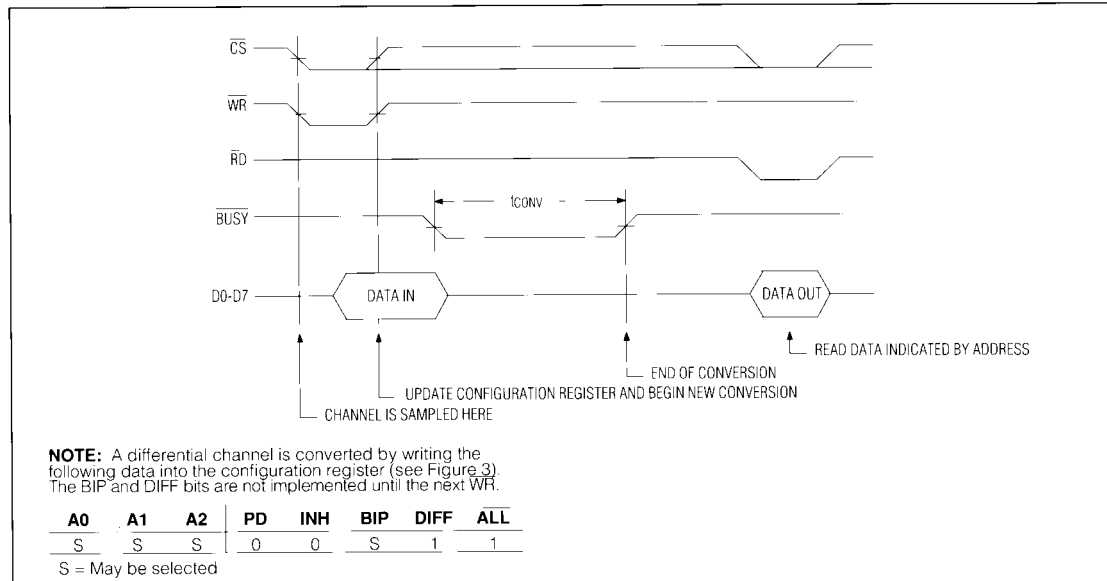 CS
WR
RD
BUSY
tCONV
D0-D7
DATA IN
DATA OUT
READ DATA INDICATED BY ADDRESS
END OF CONVERSION
UPDATE CONFIGURATION REGISTER AND BEGIN NEW CONVERSION
CHANNEL IS SAMPLED HERE
NOTE: A differential channel is converted by writing the
following data into the configuration register (see Figure 3).
The BIP and DIFF bits are not implemented until the next WR.
A0 A1 A2 PD INH BIP DIFF ALL
S S S 0 0 S 1 1
S = May be selected